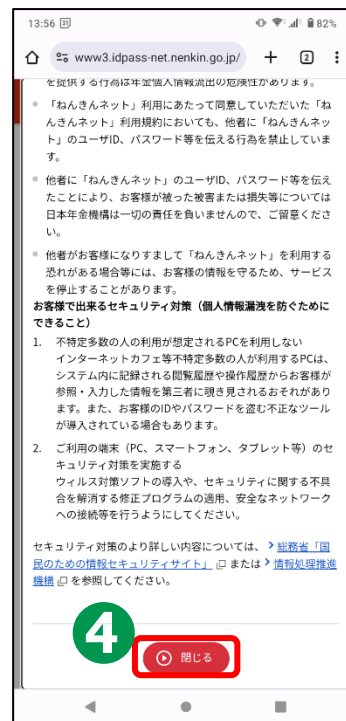 13:56 31 82%
www3.idpass-net.nenkin.go.jp/ 2
を提供する行為は年金個人情報流出の危険性があります。
「ねんきんネット」利用にあたって同意していただいた「ね
んきんネット」利用規約においても、他者に「ねんきんネッ
ト」のユーザID、パスワード等を伝える行為を禁止していま
す。
他者に「ねんきんネット」のユーザID、パスワード等を伝え
たことにより、お客様が被った被害または損失等については
日本年金機構は一切の責任を負いませんので、ご留意くださ
い。
他者がお客様になりすまして「ねんきんネット」を利用する
恐れがある場合等には、お客様の情報を守るため、サービス
を停止することがあります。
お客様で出来るセキュリティ対策（個人情報漏洩を防ぐために
できること）
1. 不特定多数の人の利用が想定されるPCを利用しない
インターネットカフェ等不特定多数の人が利用するPCは、
システム内に記録される閲覧履歴や操作履歴からお客様が
参照・入力した情報を第三者に覗き見されるおそれがあり
ます。また、お客様のIDやパスワードを盗む不正なツール
が導入されている場合もあります。
2. ご利用の端末（PC、スマートフォン、タブレット等）のセ
キュリティ対策を実施する
ウィルス対策ソフトの導入や、セキュリティに関する不具
合を解消する修正プログラムの適用、安全なネットワーク
への接続等を行うようにしてください。
セキュリティ対策のより詳しい内容については、 総務省「国
民のための情報セキュリティサイト」 または 情報処理推進
機構 を参照してください。
4
閉じる